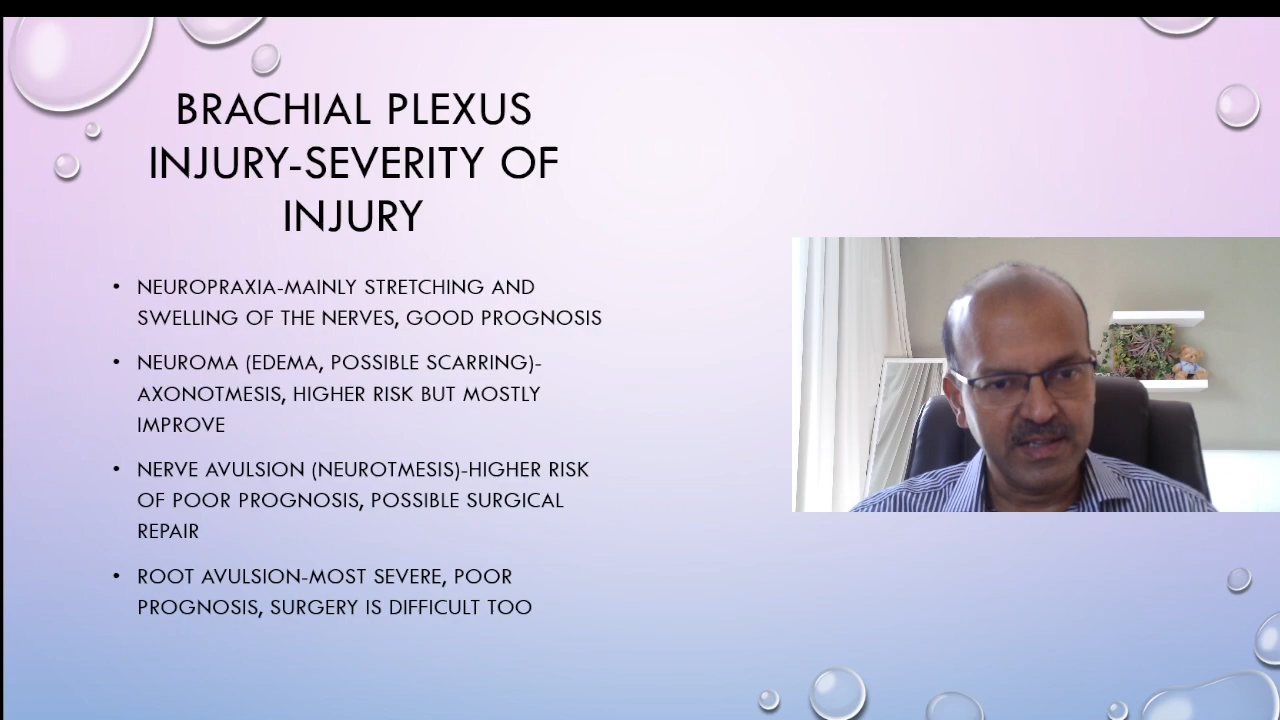 BRACHIAL PLEXUS
INJURY-SEVERITY OF
INJURY
• NEUROPRAXIA-MAINLY STRETCHING AND
SWELLING OF THE NERVES, GOOD PROGNOSIS
• NEUROMA (EDEMA, POSSIBLE SCARRING)-
AXONOTMESIS, HIGHER RISK BUT MOSTLY
IMPROVE
• NERVE AVULSION (NEUROTMESIS)-HIGHER RISK
OF POOR PROGNOSIS, POSSIBLE SURGICAL
REPAIR
• ROOT AVULSION-MOST SEVERE, POOR
PROGNOSIS, SURGERY IS DIFFICULT TOO